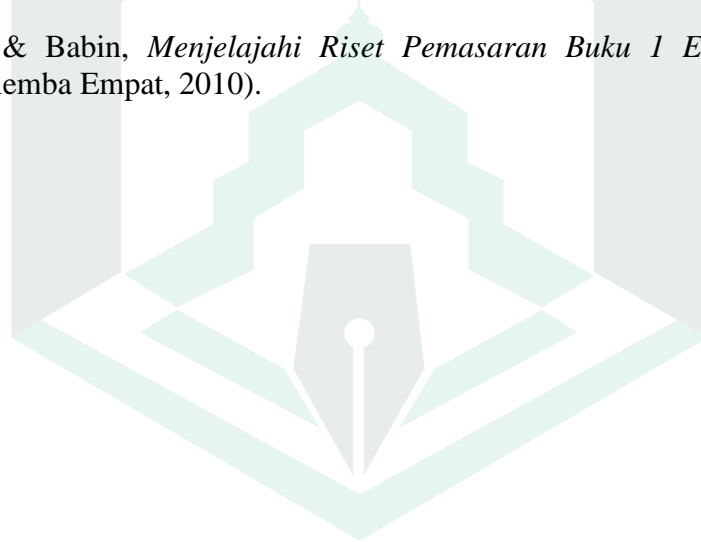 & Babin, Menjelajahi Riset Pemasaran Buku 1 E
emba Empat, 2010).